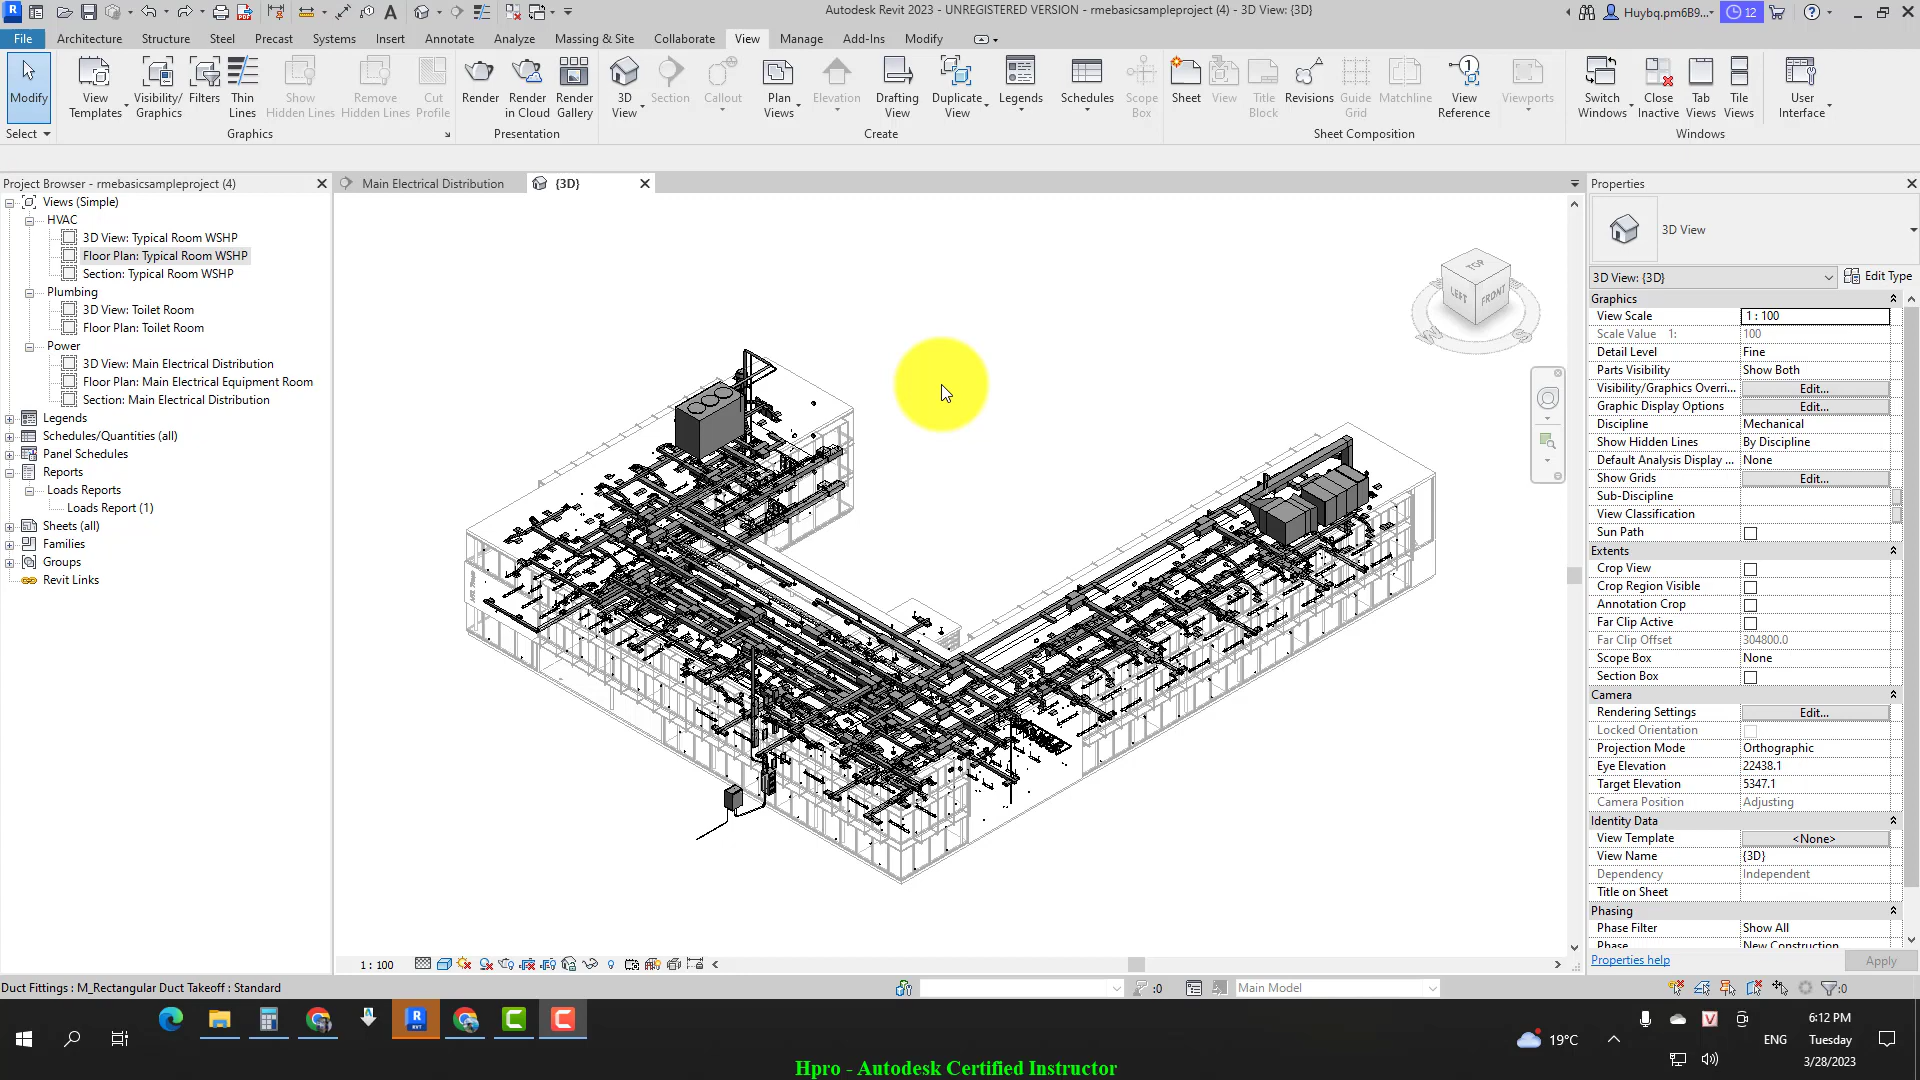 Autodesk Revit 2023 - UNREGISTERED VERSION - rmebasicsampleproject (4) - 3D View: {3D}
Huybq.pm6B9...
12
File
Architecture
Structure
Steel
Precast
Systems
Insert
Annotate
Analyze
Massing & Site
Collaborate
View
Manage
Add-Ins
Modify
Modify
View Templates
Visibility/ Graphics
Filters
Thin Lines
Show Hidden Lines
Remove Hidden Lines
Cut Profile
Render
Render in Cloud
Render Gallery
3D View
Section
Callout
Plan Views
Elevation
Drafting View
Duplicate View
Legends
Schedules
Scope Box
Sheet
View
Title Block
Revisions
Guide Grid
Matchline
View Reference
Viewports
Switch Windows
Close Inactive
Tab Views
Tile Views
User Interface
Select
Graphics
Presentation
Create
Sheet Composition
Windows
Project Browser - rmebasicsampleproject (4)
Views (Simple)
HVAC
3D View: Typical Room WSHP
Floor Plan: Typical Room WSHP
Section: Typical Room WSHP
Plumbing
3D View: Toilet Room
Floor Plan: Toilet Room
Power
3D View: Main Electrical Distribution
Floor Plan: Main Electrical Equipment Room
Section: Main Electrical Distribution
Legends
Schedules/Quantities (all)
Panel Schedules
Reports
Loads Reports
Loads Report (1)
Sheets (all)
Families
Groups
Revit Links
Main Electrical Distribution
{3D}
TOP
LEFT
FRONT
W
S
Properties
3D View
3D View: {3D}
Edit Type
Graphics
View Scale 1 : 100
Scale Value 1: 100
Detail Level Fine
Parts Visibility Show Both
Visibility/Graphics Overri... Edit...
Graphic Display Options Edit...
Discipline Mechanical
Show Hidden Lines By Discipline
Default Analysis Display ... None
Show Grids Edit...
Sub-Discipline
View Classification
Sun Path
Extents
Crop View
Crop Region Visible
Annotation Crop
Far Clip Active
Far Clip Offset 304800.0
Scope Box None
Section Box
Camera
Rendering Settings Edit...
Locked Orientation
Projection Mode Orthographic
Eye Elevation 22438.1
Target Elevation 5347.1
Camera Position Adjusting
Identity Data
View Template <None>
View Name {3D}
Dependency Independent
Title on Sheet
Phasing
Phase Filter Show All
Phase New Construction
Properties help
Apply
1 : 100
Duct Fittings : M_Rectangular Duct Takeoff : Standard
:0
Main Model
:0
19°C
ENG
6:12 PM
Tuesday
3/28/2023
Hpro - Autodesk Certified Instructor